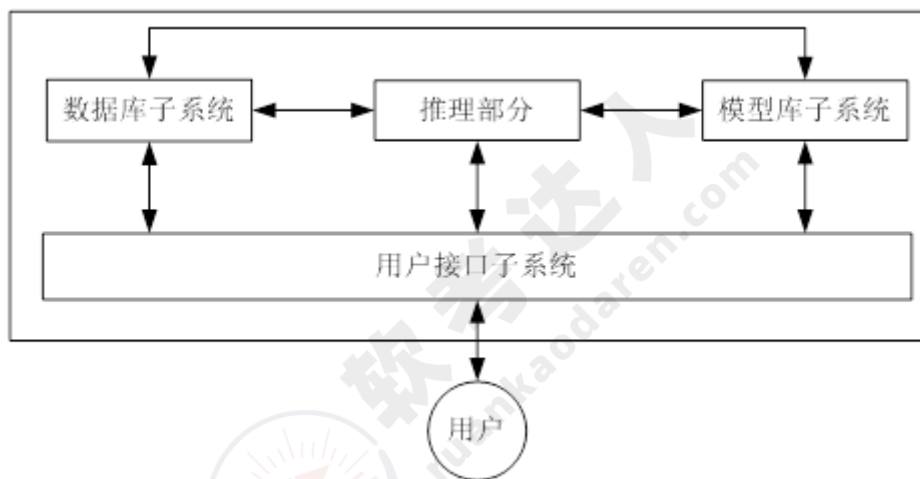 数据库子系统
推理部分
模型库子系统
用户接口子系统
用户
软考达人
ruankaodaren.com